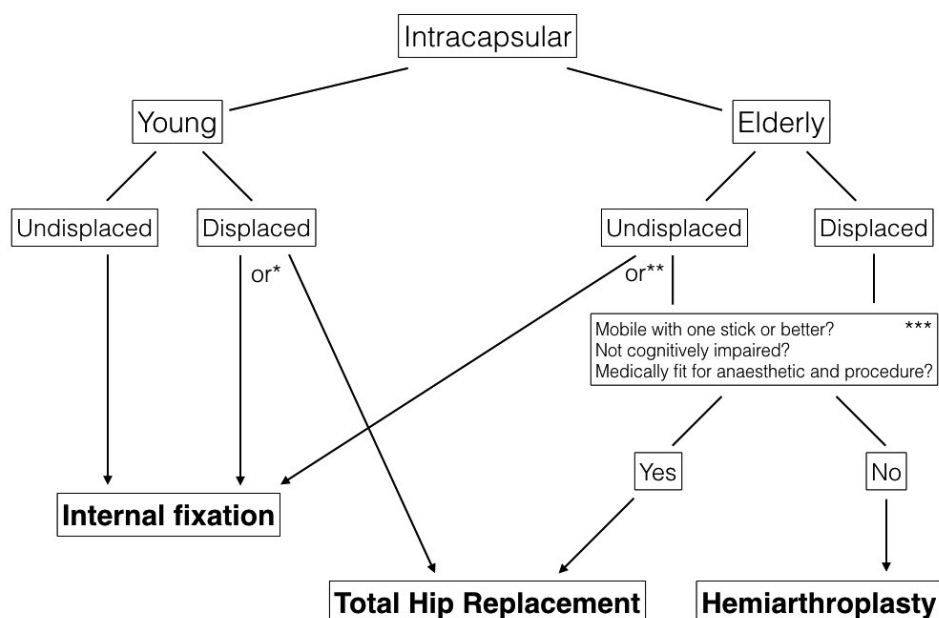 Intracapsular
Young
Elderly
Undisplaced
Displaced
Undisplaced
Displaced
or*
or**
Mobile with one stick or better? ***
Not cognitively impaired?
Medically fit for anaesthetic and procedure?
Yes
No
Internal fixation
Total Hip Replacement
Hemiarthroplasty